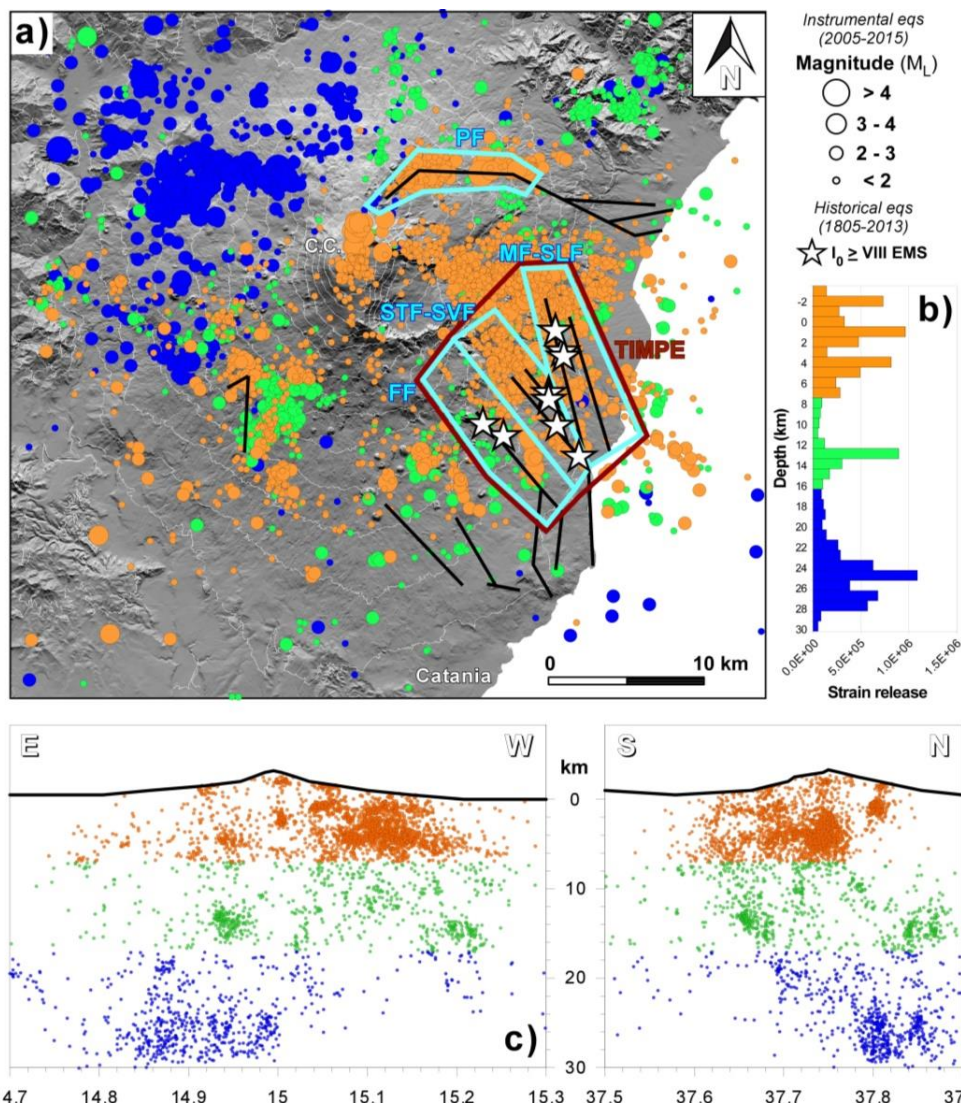 a)
N
PF
C.C.
MF-SLF
STF-SVF
TIMPE
FF
Catania
0 10 km
Instrumental eqs
(2005-2015)
Magnitude (ML)
> 4
3 - 4
2 - 3
< 2
Historical eqs
(1805-2013)
I0 ≥ VIII EMS
b)
Depth (km)
-2
0
2
4
6
8
10
12
14
16
18
20
22
24
26
28
30
0.0E+00 5.0E+05 1.0E+06 1.5E+06
Strain release
E W
km
S N
0
10
20
30
c)
4.7 14.8 14.9 15 15.1 15.2 15.3
37.5 37.6 37.7 37.8 37